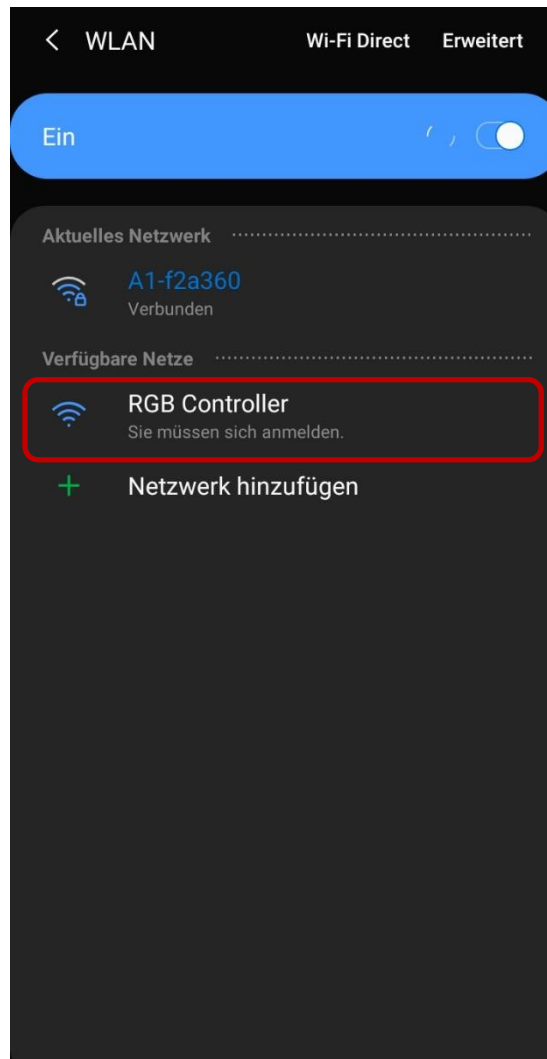 WLAN Wi-Fi Direct Erweitert
Ein
Aktuelles Netzwerk
A1-f2a360
Verbunden
Verfügbare Netze
RGB Controller
Sie müssen sich anmelden.
Netzwerk hinzufügen